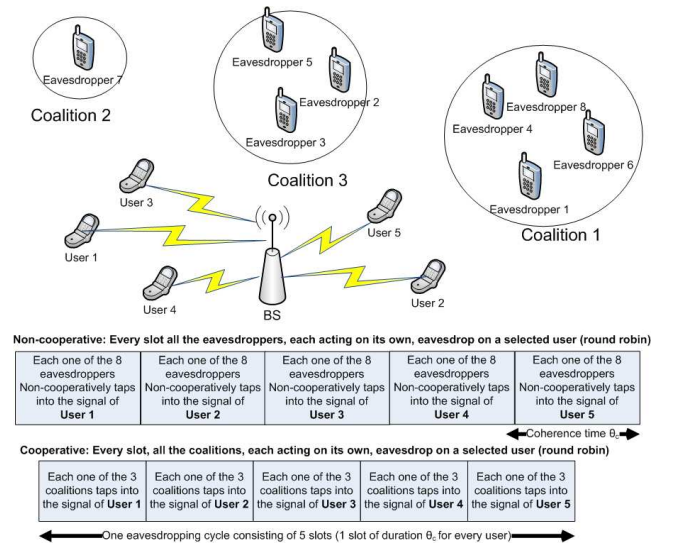 Eavesdropper 7
Coalition 2
Eavesdropper 5
Eavesdropper 2
Eavesdropper 3
Coalition 3
Eavesdropper 8
Eavesdropper 4
Eavesdropper 6
Eavesdropper 1
Coalition 1
User 3
User 1
User 4
User 5
User 2
BS
Non-cooperative: Every slot all the eavesdroppers, each acting on its own, eavesdrop on a selected user (round robin)
Each one of the 8
eavesdroppers
Non-cooperatively taps
into the signal of
User 1
Each one of the 8
eavesdroppers
Non-cooperatively taps
into the signal of
User 2
Each one of the 8
eavesdroppers
Non-cooperatively taps
into the signal of
User 3
Each one of the 8
eavesdroppers
Non-cooperatively taps
into the signal of
User 4
Each one of the 8
eavesdroppers
Non-cooperatively taps
into the signal of
User 5
Coherence time θc
Cooperative: Every slot, all the coalitions, each acting on its own, eavesdrop on a selected user (round robin)
Each one of the 3
coalitions taps into
the signal of User 1
Each one of the 3
coalitions taps into
the signal of User 2
Each one of the 3
coalitions taps into
the signal of User 3
Each one of the 3
coalitions taps into
the signal of User 4
Each one of the 3
coalitions taps into
the signal of User 5
One eavesdropping cycle consisting of 5 slots (1 slot of duration θc for every user)